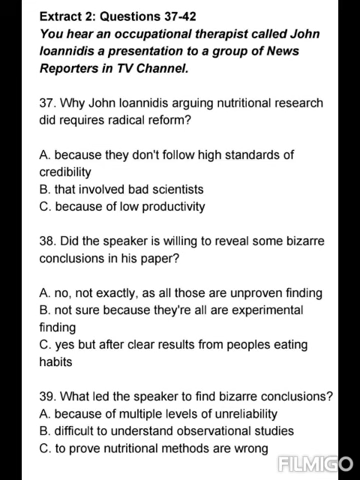 Extract 2: Questions 37-42
You hear an occupational therapist called John
Ioannidis a presentation to a group of News
Reporters in TV Channel.
37. Why John Ioannidis arguing nutritional research
did requires radical reform?
A. because they don't follow high standards of
credibility
B. that involved bad scientists
C. because of low productivity
38. Did the speaker is willing to reveal some bizarre
conclusions in his paper?
A. no, not exactly, as all those are unproven finding
B. not sure because they're all are experimental
finding
C. yes but after clear results from peoples eating
habits
39. What led the speaker to find bizarre conclusions?
A. because of multiple levels of unreliability
B. difficult to understand observational studies
C. to prove nutritional methods are wrong
FILMIGO